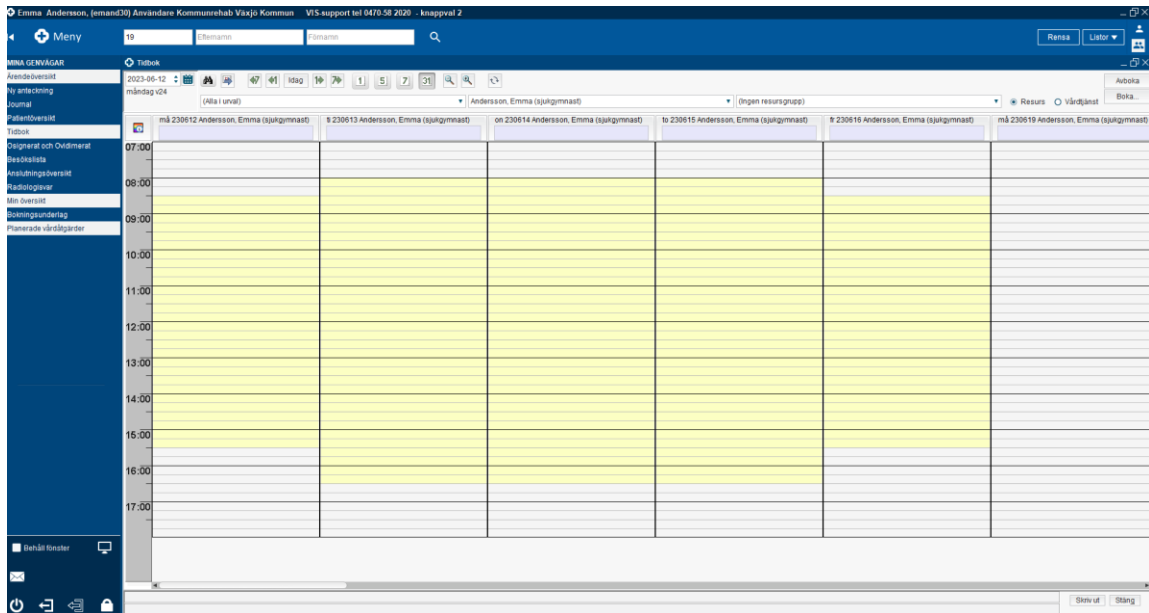 Emma Andersson, (emand30) Användare Kommunrehab Växjö Kommun VIS-support tel 0470-58 2020 - knappval 2
Meny
19
Efternamn
Förnamn
Rensa
Listor
MINA GENVÄGAR
Ärendeöversikt
Ny anteckning
Journal
Patientöversikt
Tidbok
Osignerat och Ovidimerat
Besökslista
Anslutningsöversikt
Radiologisvar
Min översikt
Bokningsunderlag
Planerade vårdåtgärder
Behåll fönster
Tidbok
2023-06-12
Idag
1 5 7 31
Avboka
måndag v24
(Alla i urval)
Andersson, Emma (sjukgymnast)
(Ingen resursgrupp)
Resurs
Vårdtjänst
Boka...
må 230612 Andersson, Emma (sjukgymnast)
ti 230613 Andersson, Emma (sjukgymnast)
on 230614 Andersson, Emma (sjukgymnast)
to 230615 Andersson, Emma (sjukgymnast)
fr 230616 Andersson, Emma (sjukgymnast)
må 230619 Andersson, Emma (sjukgymnast)
07:00
08:00
09:00
10:00
11:00
12:00
13:00
14:00
15:00
16:00
17:00
Skriv ut
Stäng